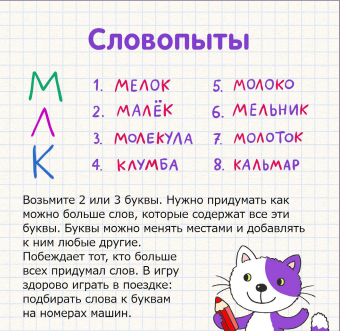 Словопыты
М
Л
К
1. МЕЛОК
2. МАЛЁК
3. МОЛЕКУЛА
4. КЛУМБА
5. МОЛОКО
6. МЕЛЬНИК
7. МОЛОТОК
8. КАЛЬМАР
Возьмите 2 или 3 буквы. Нужно придумать как
можно больше слов, которые содержат все эти
буквы. Буквы можно менять местами и добавлять
к ним любые другие.
Побеждает тот, кто больше
всех придумал слов. В игру
здорово играть в поездке:
подбирать слова к буквам
на номерах машин.